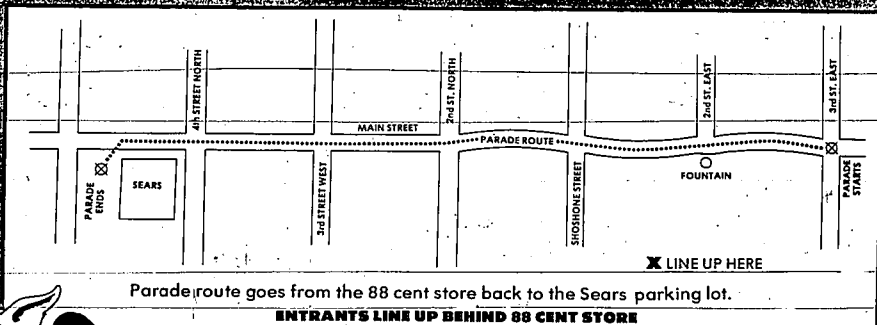 4th STREET NORTH
2nd ST. NORTH
2nd ST. EAST
3rd ST. EAST
MAIN STREET
PARADE ROUTE
PARADE
ENDS
SEARS
3rd STREET WEST
SHOSHONE STREET
FOUNTAIN
PARADE
STARTS
X LINE UP HERE
Parade route goes from the 88 cent store back to the Sears parking lot.
ENTRANTS LINE UP BEHIND 88 CENT STORE